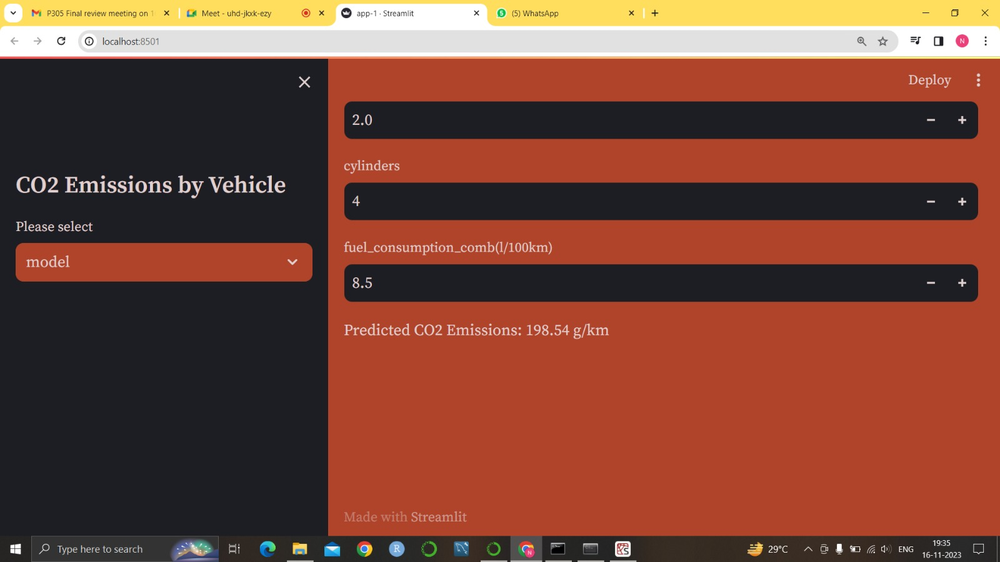 P305 Final review meeting on 1
Meet - uhd-jkxk-ezy
app-1 · Streamlit
(5) WhatsApp
localhost:8501
N
Deploy
2.0
cylinders
CO2 Emissions by Vehicle
4
Please select
model
fuel_consumption_comb(l/100km)
8.5
Predicted CO2 Emissions: 198.54 g/km
Made with Streamlit
Type here to search
R
N
29°C
ENG
19:35
16-11-2023